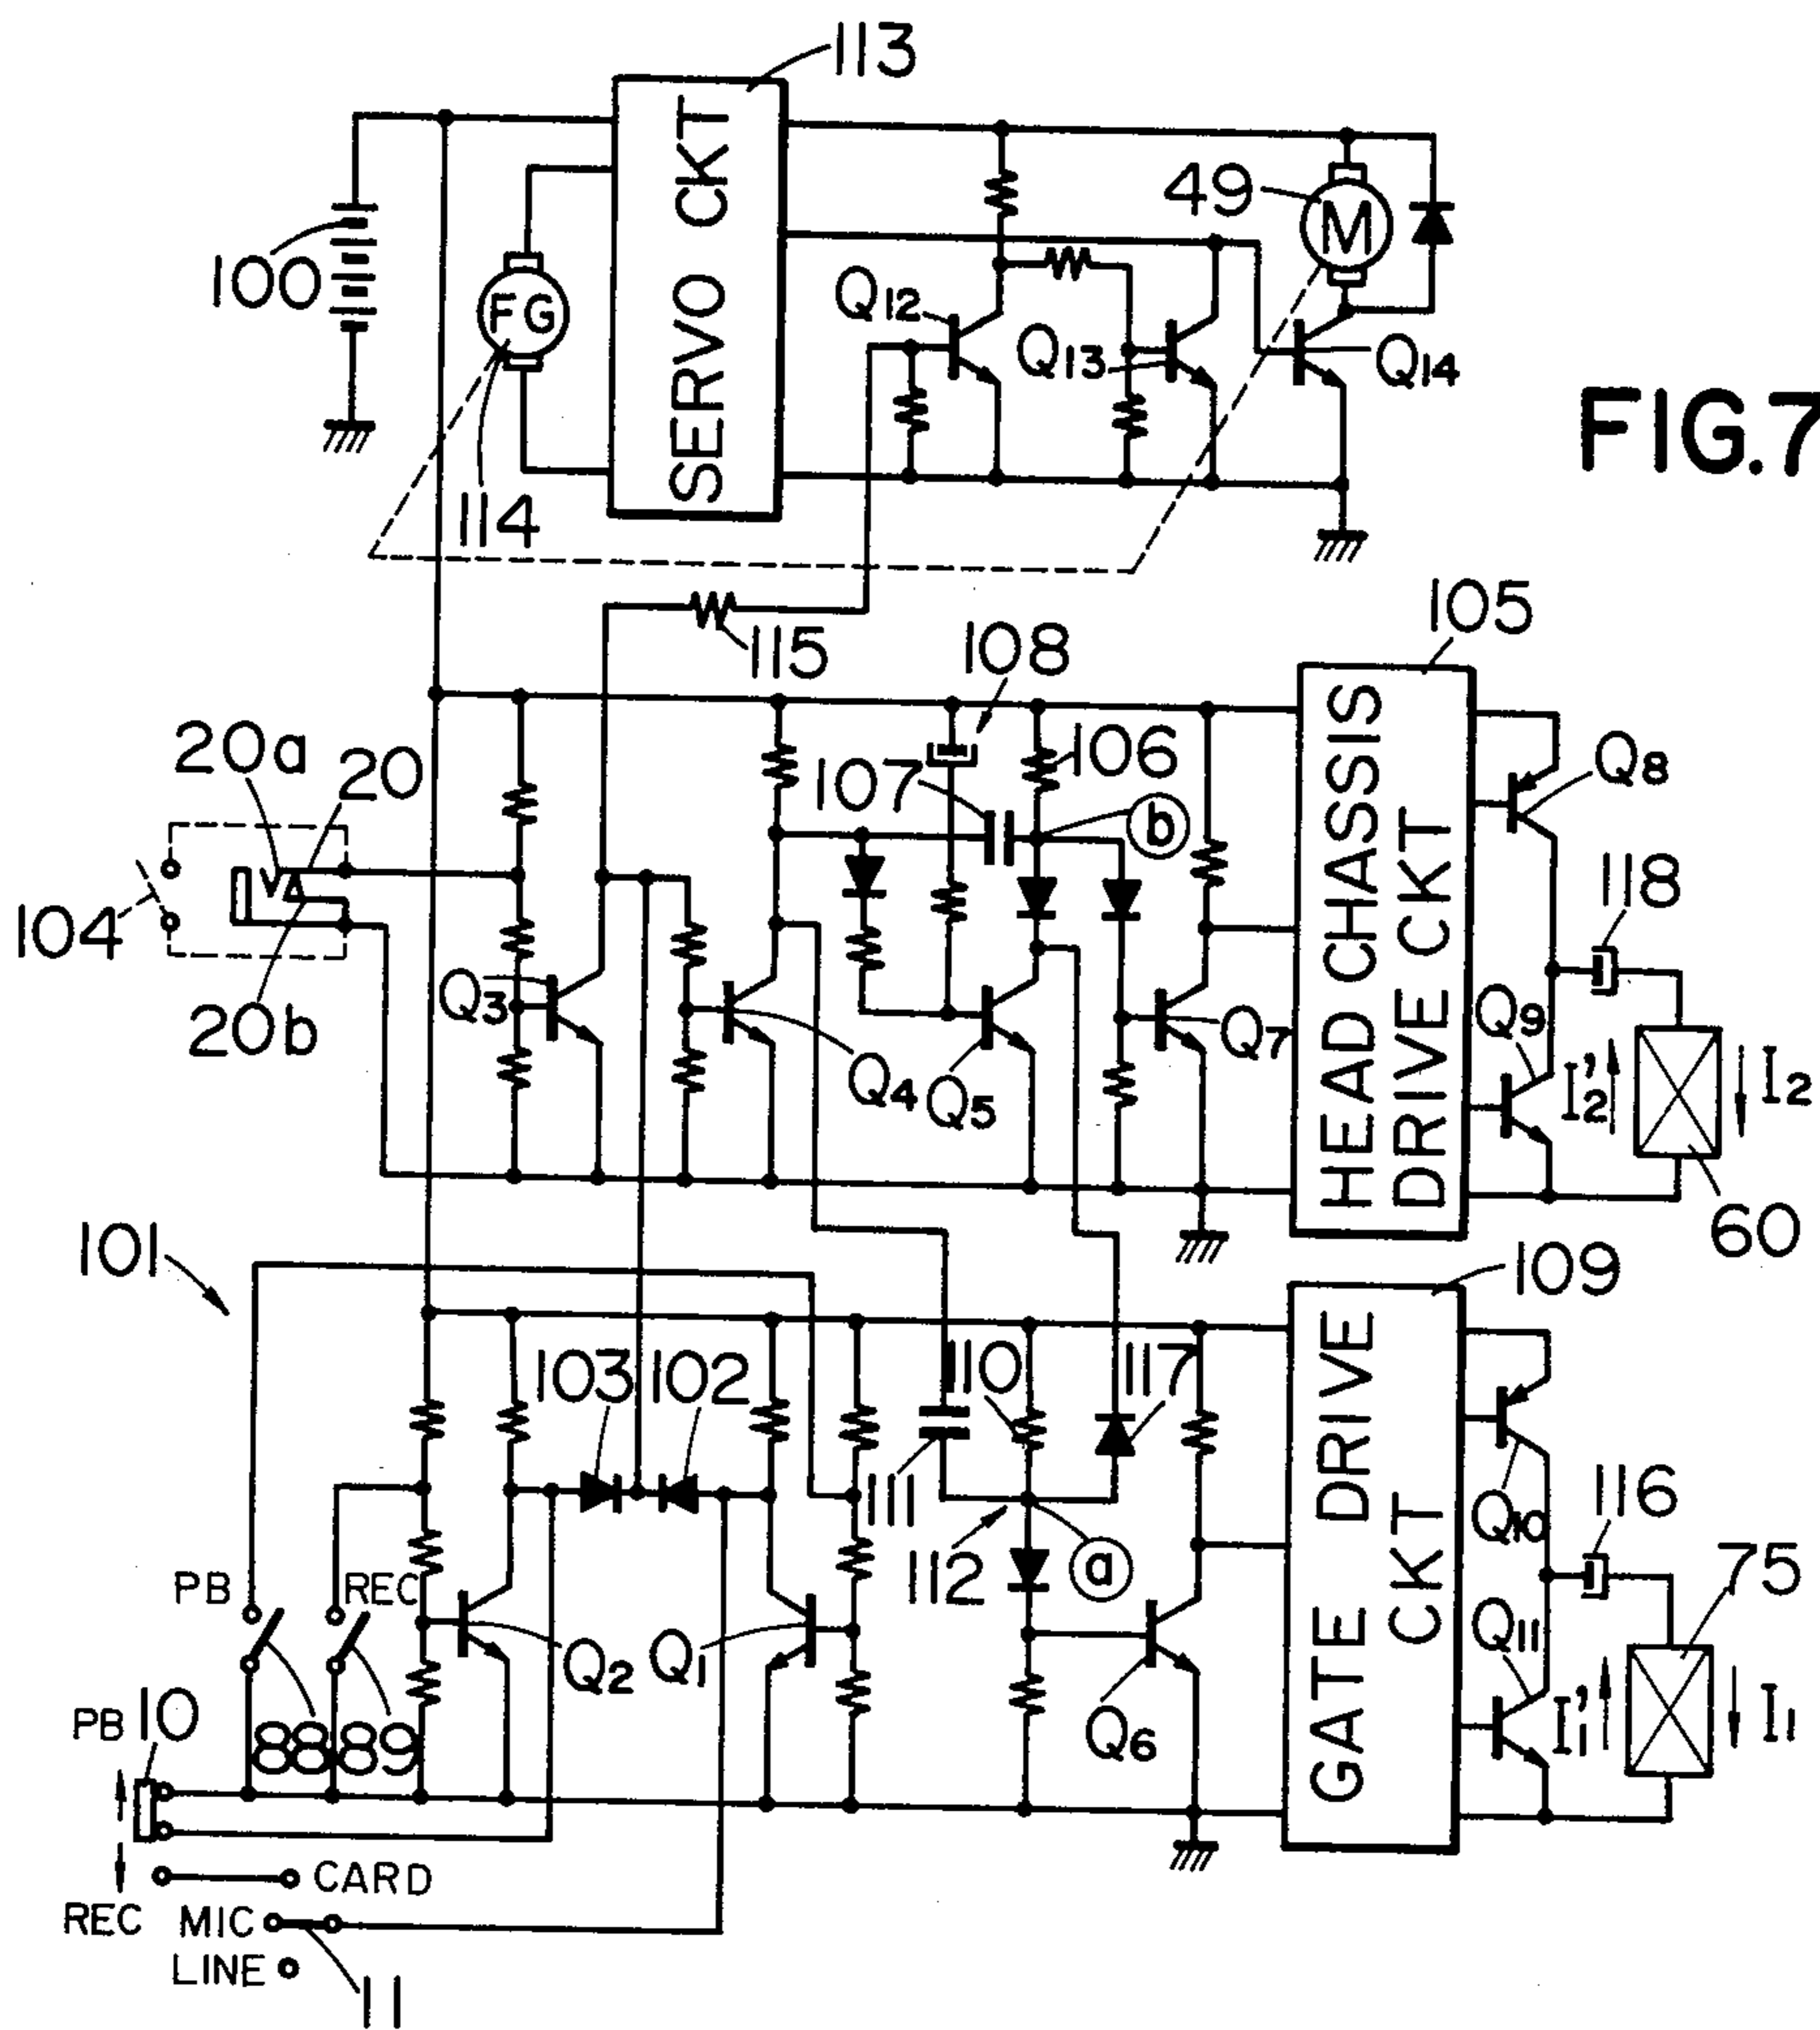 113
49
M
100
FG
SERVO CKT
Q12
Q13
Q14
FIG.7
114
115
108
105
20a
20
107
106
b
HEAD CHASSIS
DRIVE CKT
Q8
118
104
20b
Q3
Q4
Q5
Q7
Q9
I2'
I2
60
101
109
103
102
110
117
111
GATE DRIVE
CKT
Q10
116
75
PB
REC
Q2
Q1
112
a
Q6
Q11
I1'
I1
PB
10
88
89
CARD
REC
MIC
LINE
11